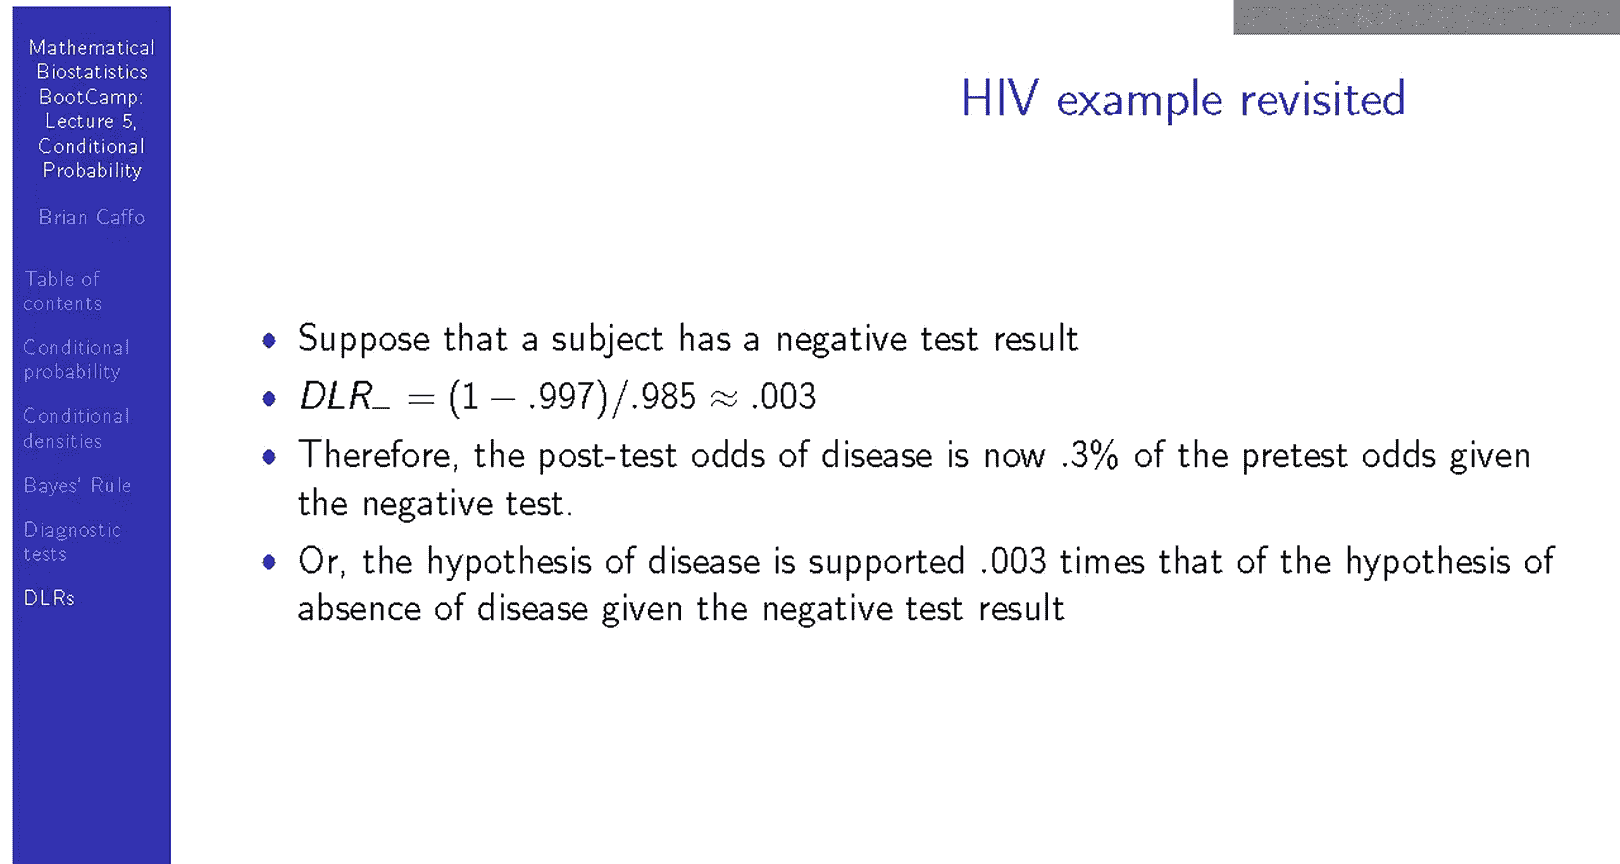 Mathematical
Biostatistics
BootCamp:
Lecture 5,
Conditional
Probability
Brian Caffo
Table of
contents
Conditional
probability
Conditional
densities
Bayes' Rule
Diagnostic
tests
DLRs
HIV example revisited
• Suppose that a subject has a negative test result
• DLR₋ = (1 − .997)/.985 ≈ .003
• Therefore, the post-test odds of disease is now .3% of the pretest odds given
the negative test.
• Or, the hypothesis of disease is supported .003 times that of the hypothesis of
absence of disease given the negative test result